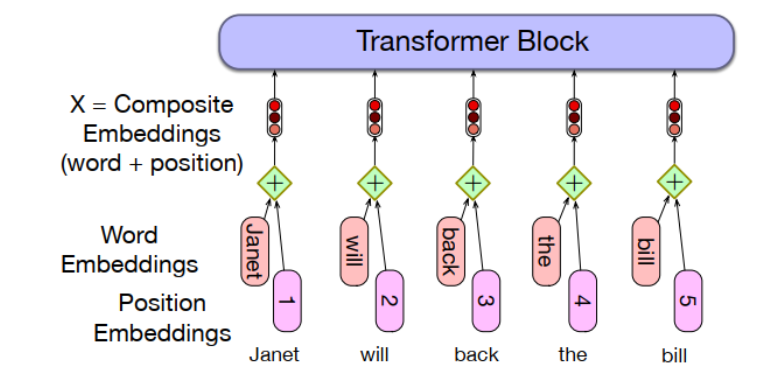 Transformer Block
X = Composite
Embeddings
(word + position)
+ + + + +
Word
Embeddings
Janet will back the bill
Position
Embeddings
1 2 3 4 5
Janet will back the bill